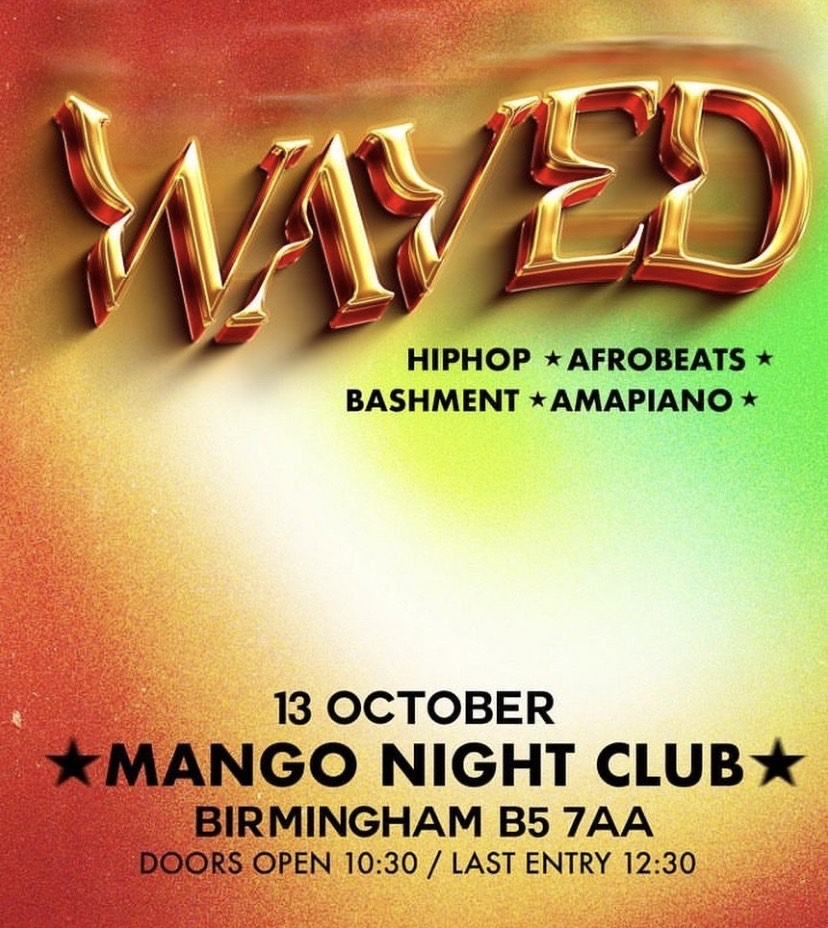 WAVED
HIPHOP ★ AFROBEATS ★
BASHMENT ★ AMAPIANO ★
13 OCTOBER
★MANGO NIGHT CLUB★
BIRMINGHAM B5 7AA
DOORS OPEN 10:30 / LAST ENTRY 12:30